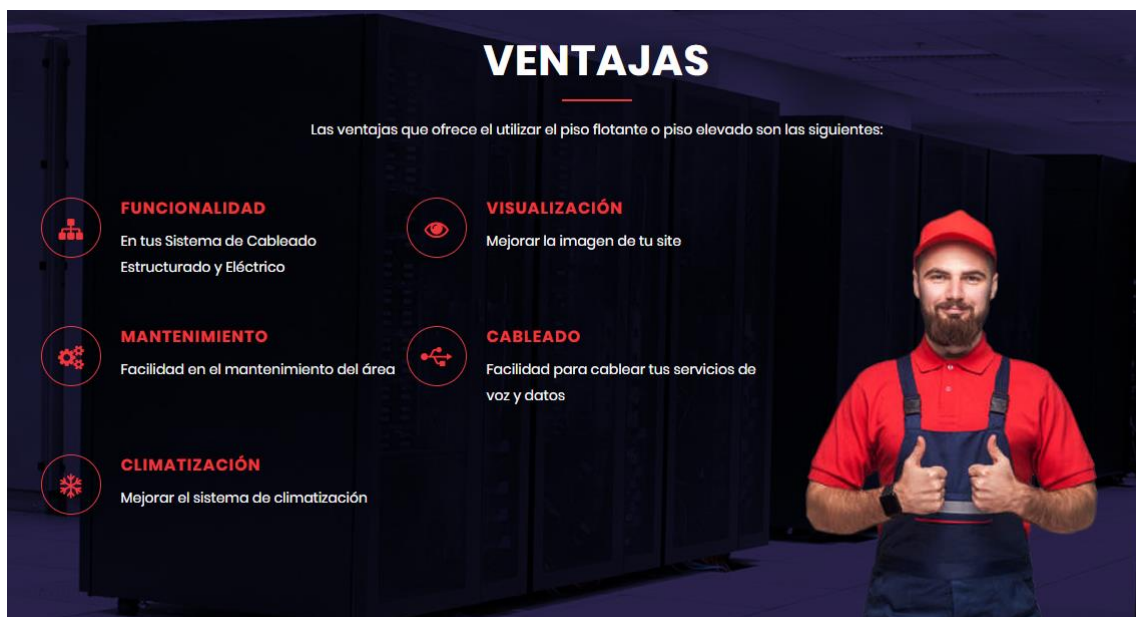 VENTAJAS
Las ventajas que ofrece el utilizar el piso flotante o piso elevado son las siguientes:
FUNCIONALIDAD
En tus Sistema de Cableado
Estructurado y Eléctrico
VISUALIZACIÓN
Mejorar la imagen de tu site
MANTENIMIENTO
Facilidad en el mantenimiento del área
CABLEADO
Facilidad para cablear tus servicios de
voz y datos
CLIMATIZACIÓN
Mejorar el sistema de climatización